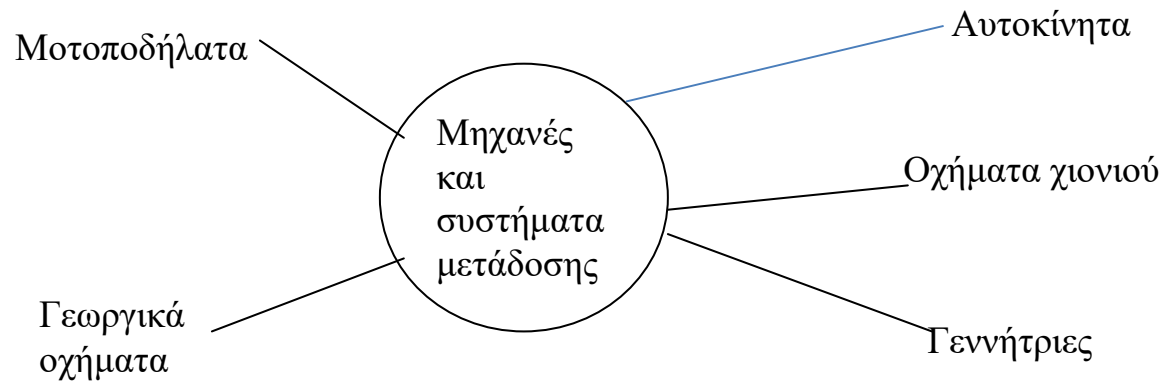 Μοτοποδήλατα
Αυτοκίνητα
Μηχανές
και
συστήματα
μετάδοσης
Οχήματα χιονιού
Γεωργικά
οχήματα
Γεννήτριες